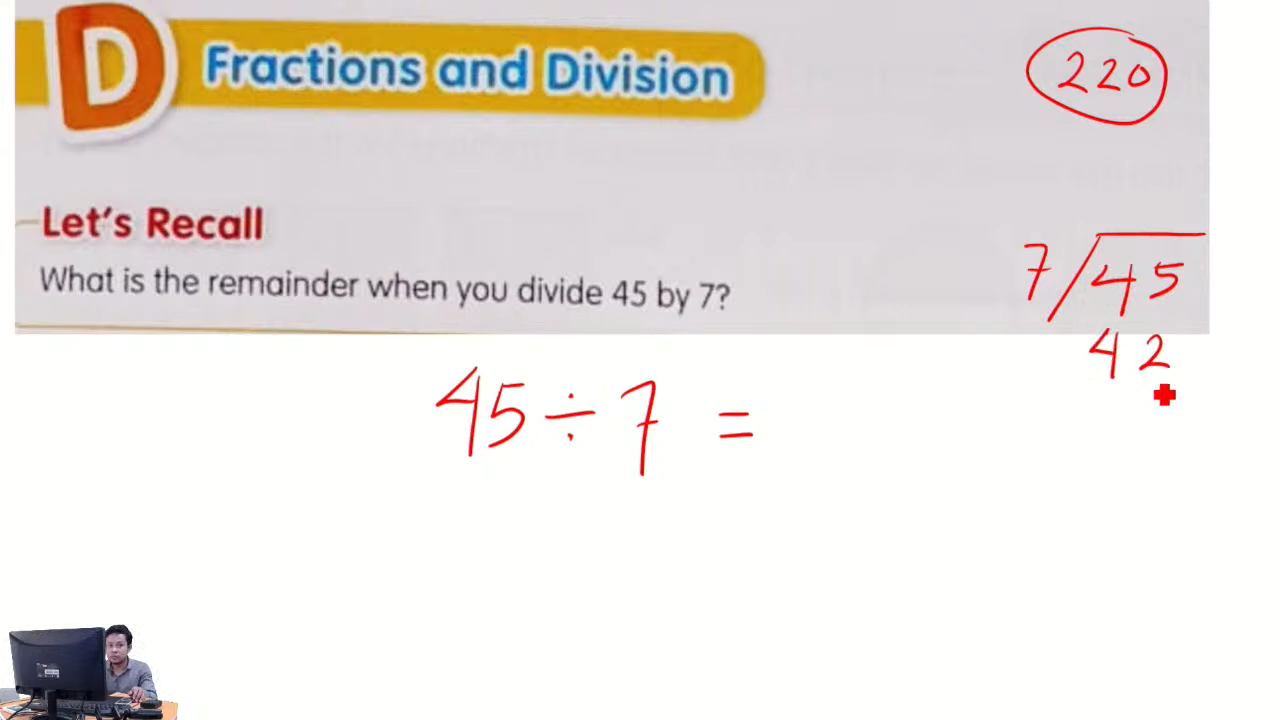 D Fractions and Division
220
Let's Recall
What is the remainder when you divide 45 by 7?
7/45
42
45 ÷ 7 =